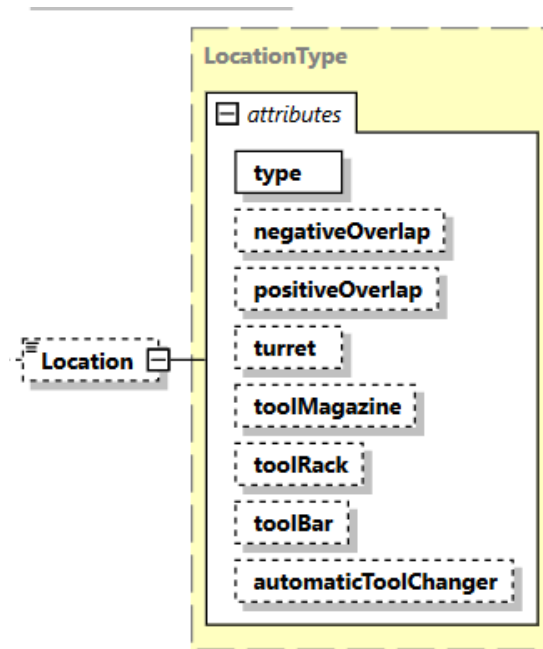 LocationType
attributes
type
negativeOverlap
positiveOverlap
turret
Location
toolMagazine
toolRack
toolBar
automaticToolChanger